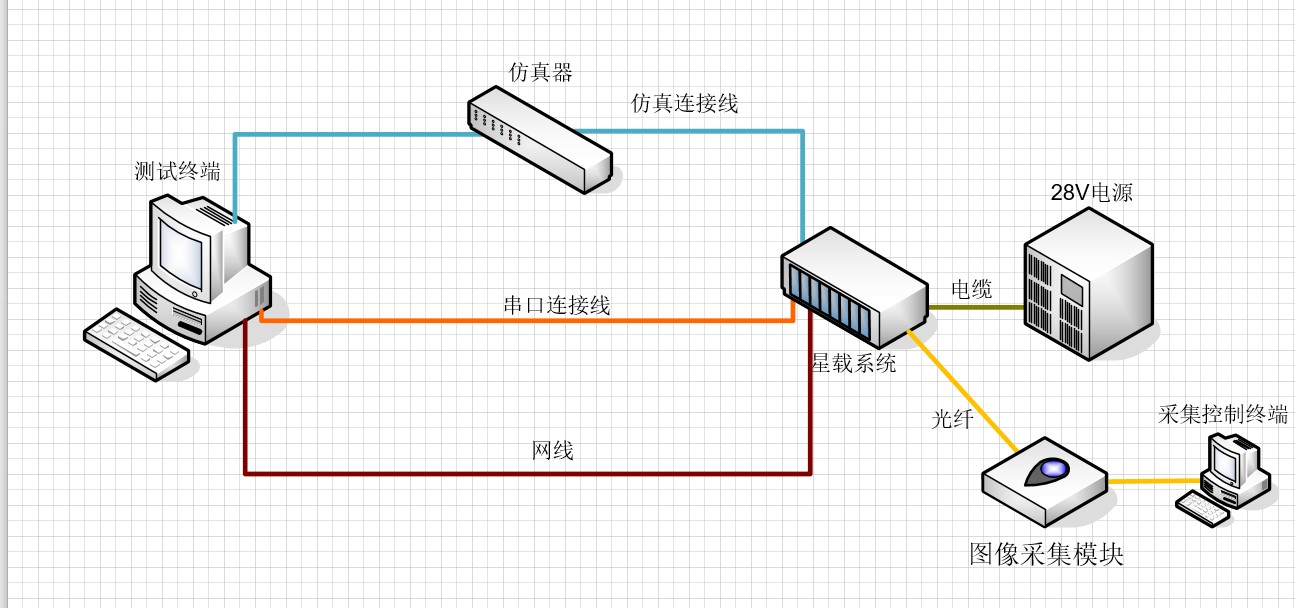 仿真器
仿真连接线
测试终端
28V电源
电缆
串口连接线
星载系统
光纤
采集控制终端
网线
图像采集模块